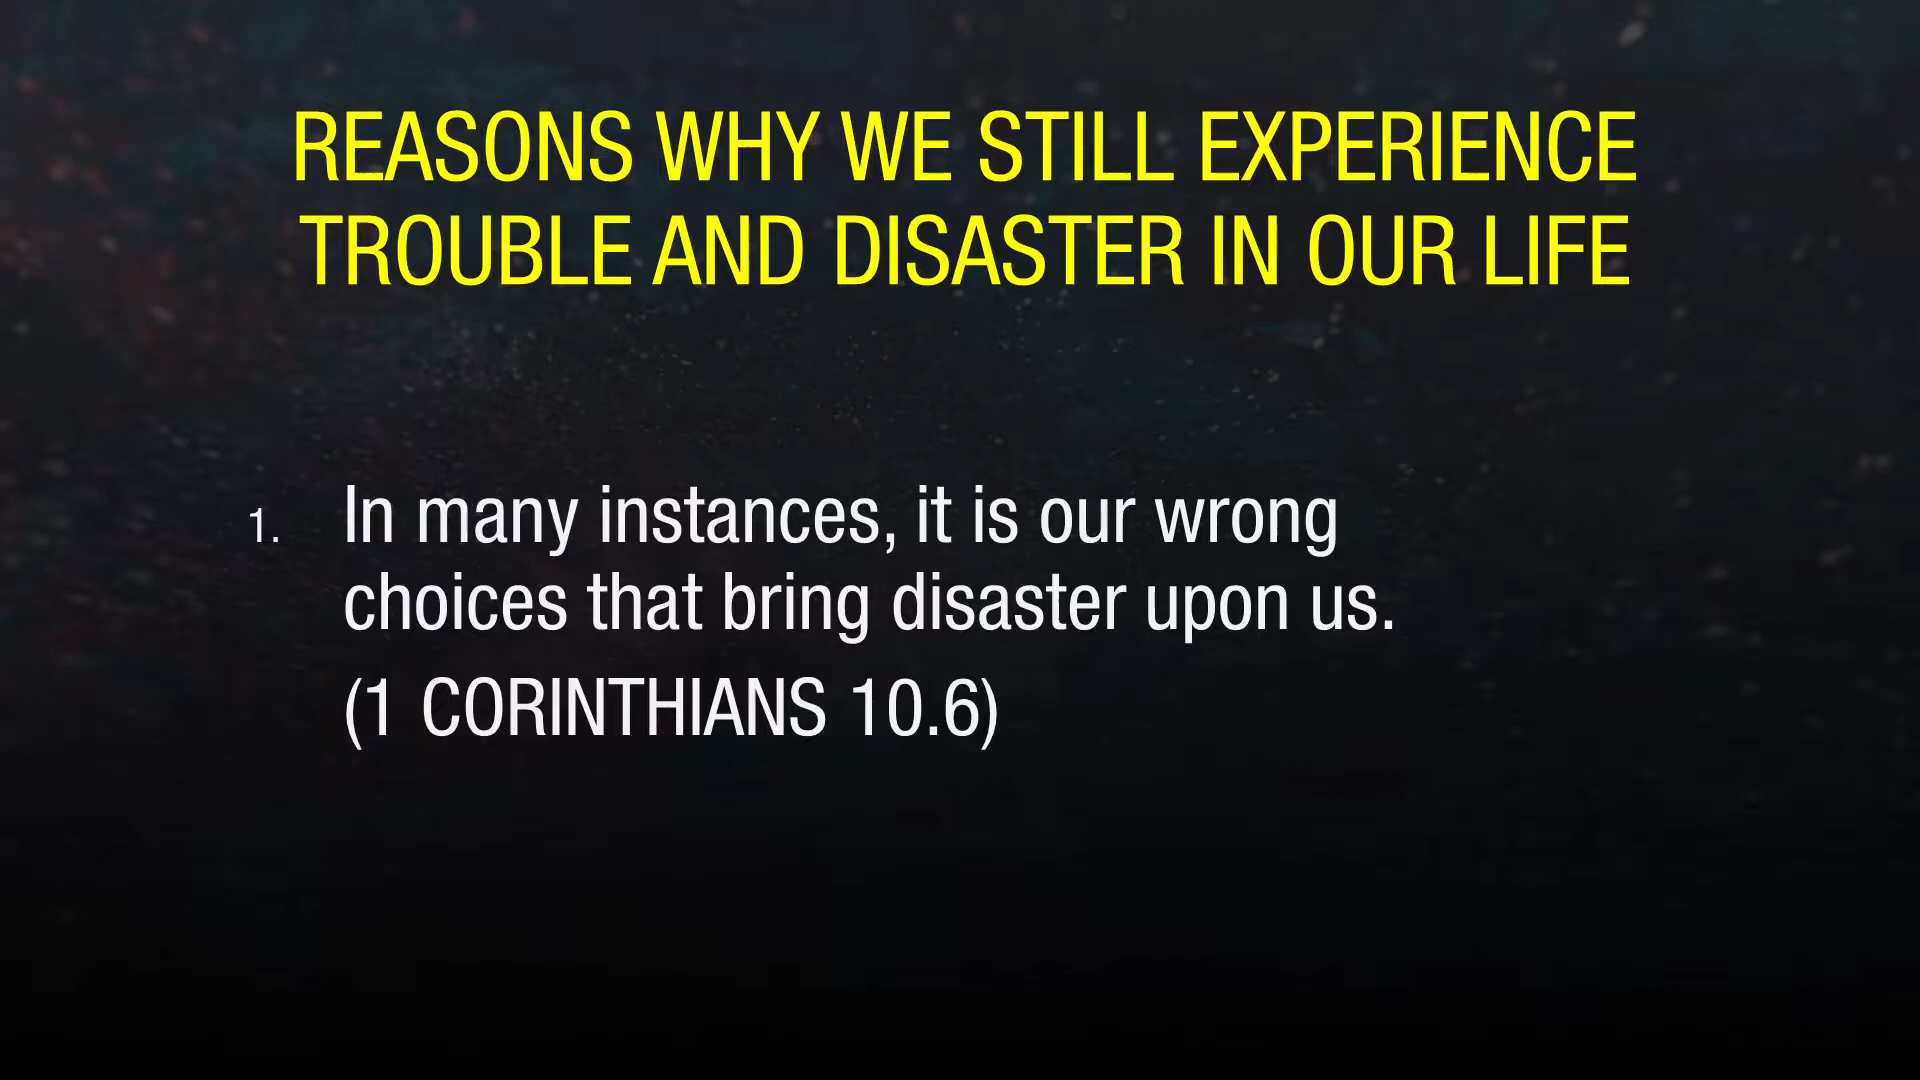 REASONS WHY WE STILL EXPERIENCE
TROUBLE AND DISASTER IN OUR LIFE
1. In many instances, it is our wrong
choices that bring disaster upon us.
(1 CORINTHIANS 10.6)